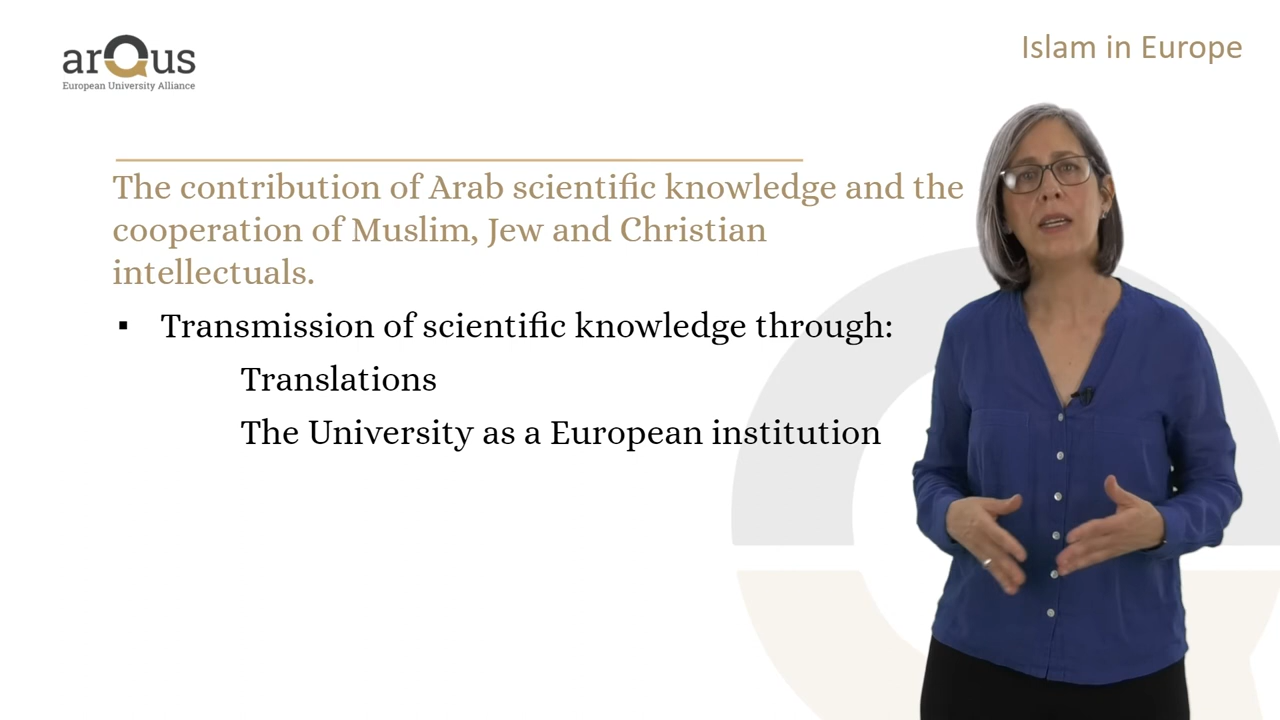 arQus
European University Alliance
Islam in Europe
The contribution of Arab scientific knowledge and the
cooperation of Muslim, Jew and Christian
intellectuals.
▪ Transmission of scientific knowledge through:
Translations
The University as a European institution